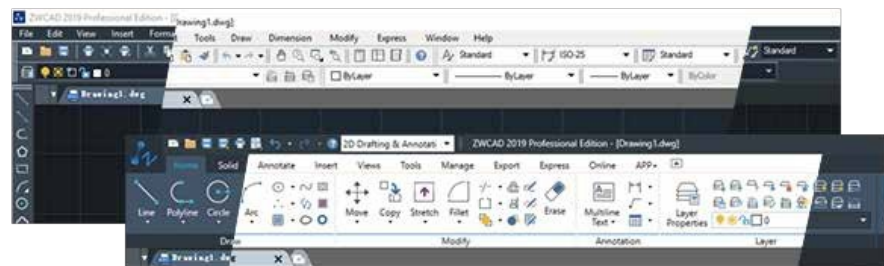 ZWCAD 2019 Professional Edition - [Drawing1.dwg]
File Edit View Insert Format Tools Draw Dimension Modify Express Window Help
Standard ISO-25 Standard Standard
0 ByLayer ByLayer ByLayer ByColor
Drawing1.dwg
2D Drafting & Annotati ZWCAD 2019 Professional Edition - [Drawing1.dwg]
Home Solid Annotate Insert Views Tools Manage Export Express Online APP+
Line Polyline Circle Arc Move Copy Stretch Fillet Erase Multiline Text Layer Properties 0
Draw Modify Annotation Layer
Drawing1.dwg